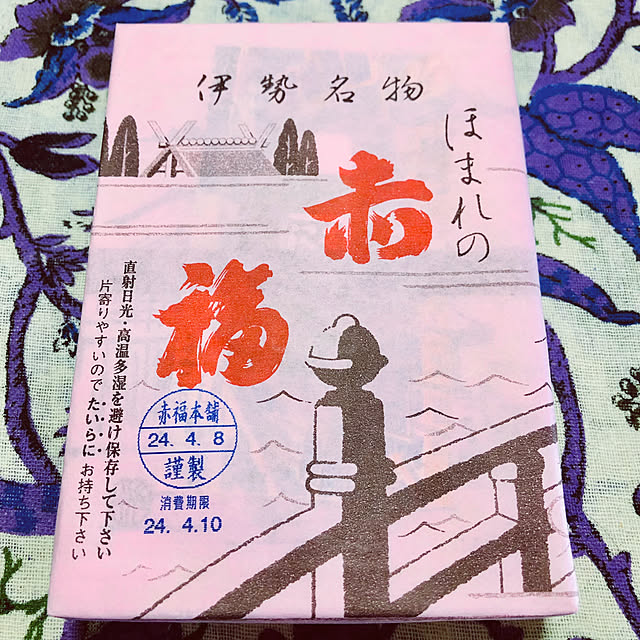 伊勢名物
ほまれの
赤福
直射日光・高温多湿を避け保存して下さい
片寄りやすいので たいらに お持ち下さい
赤福本舗
24. 4. 8
謹製
消費期限
24. 4.10